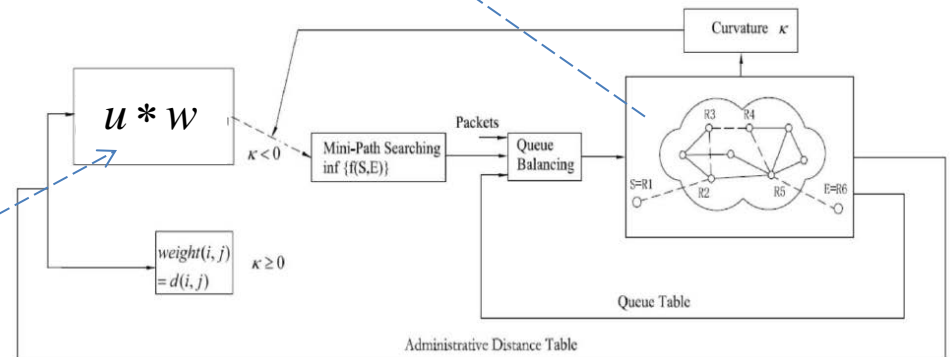 Curvature κ
u * w
κ<0
Mini-Path Searching
inf {f(S,E)}
Packets
Queue
Balancing
R3
R4
S=R1
R2
R5
E=R6
weight(i, j)
= d(i, j)
κ≥0
Queue Table
Administrative Distance Table